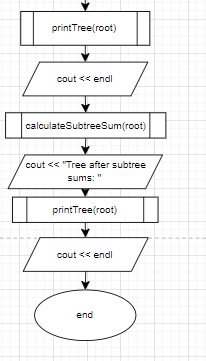 printTree(root)
cout << endl
calculateSubtreeSum(root)
cout << "Tree after subtree
sums: "
printTree(root)
cout << endl
end